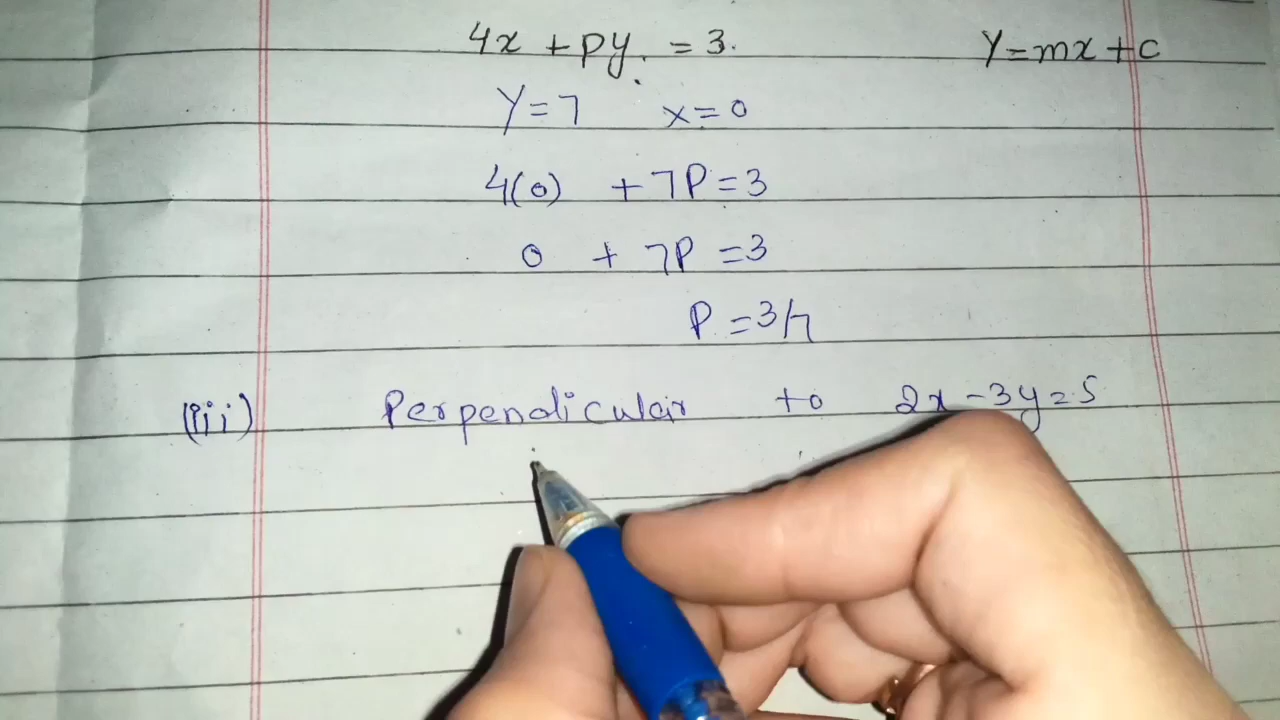 4x + py = 3. Y = mx + c
Y = 7 x = 0
4(0) + 7P = 3
0 + 7P = 3
P = 3/7
(iii) Perpendicular to 2x - 3y = 5